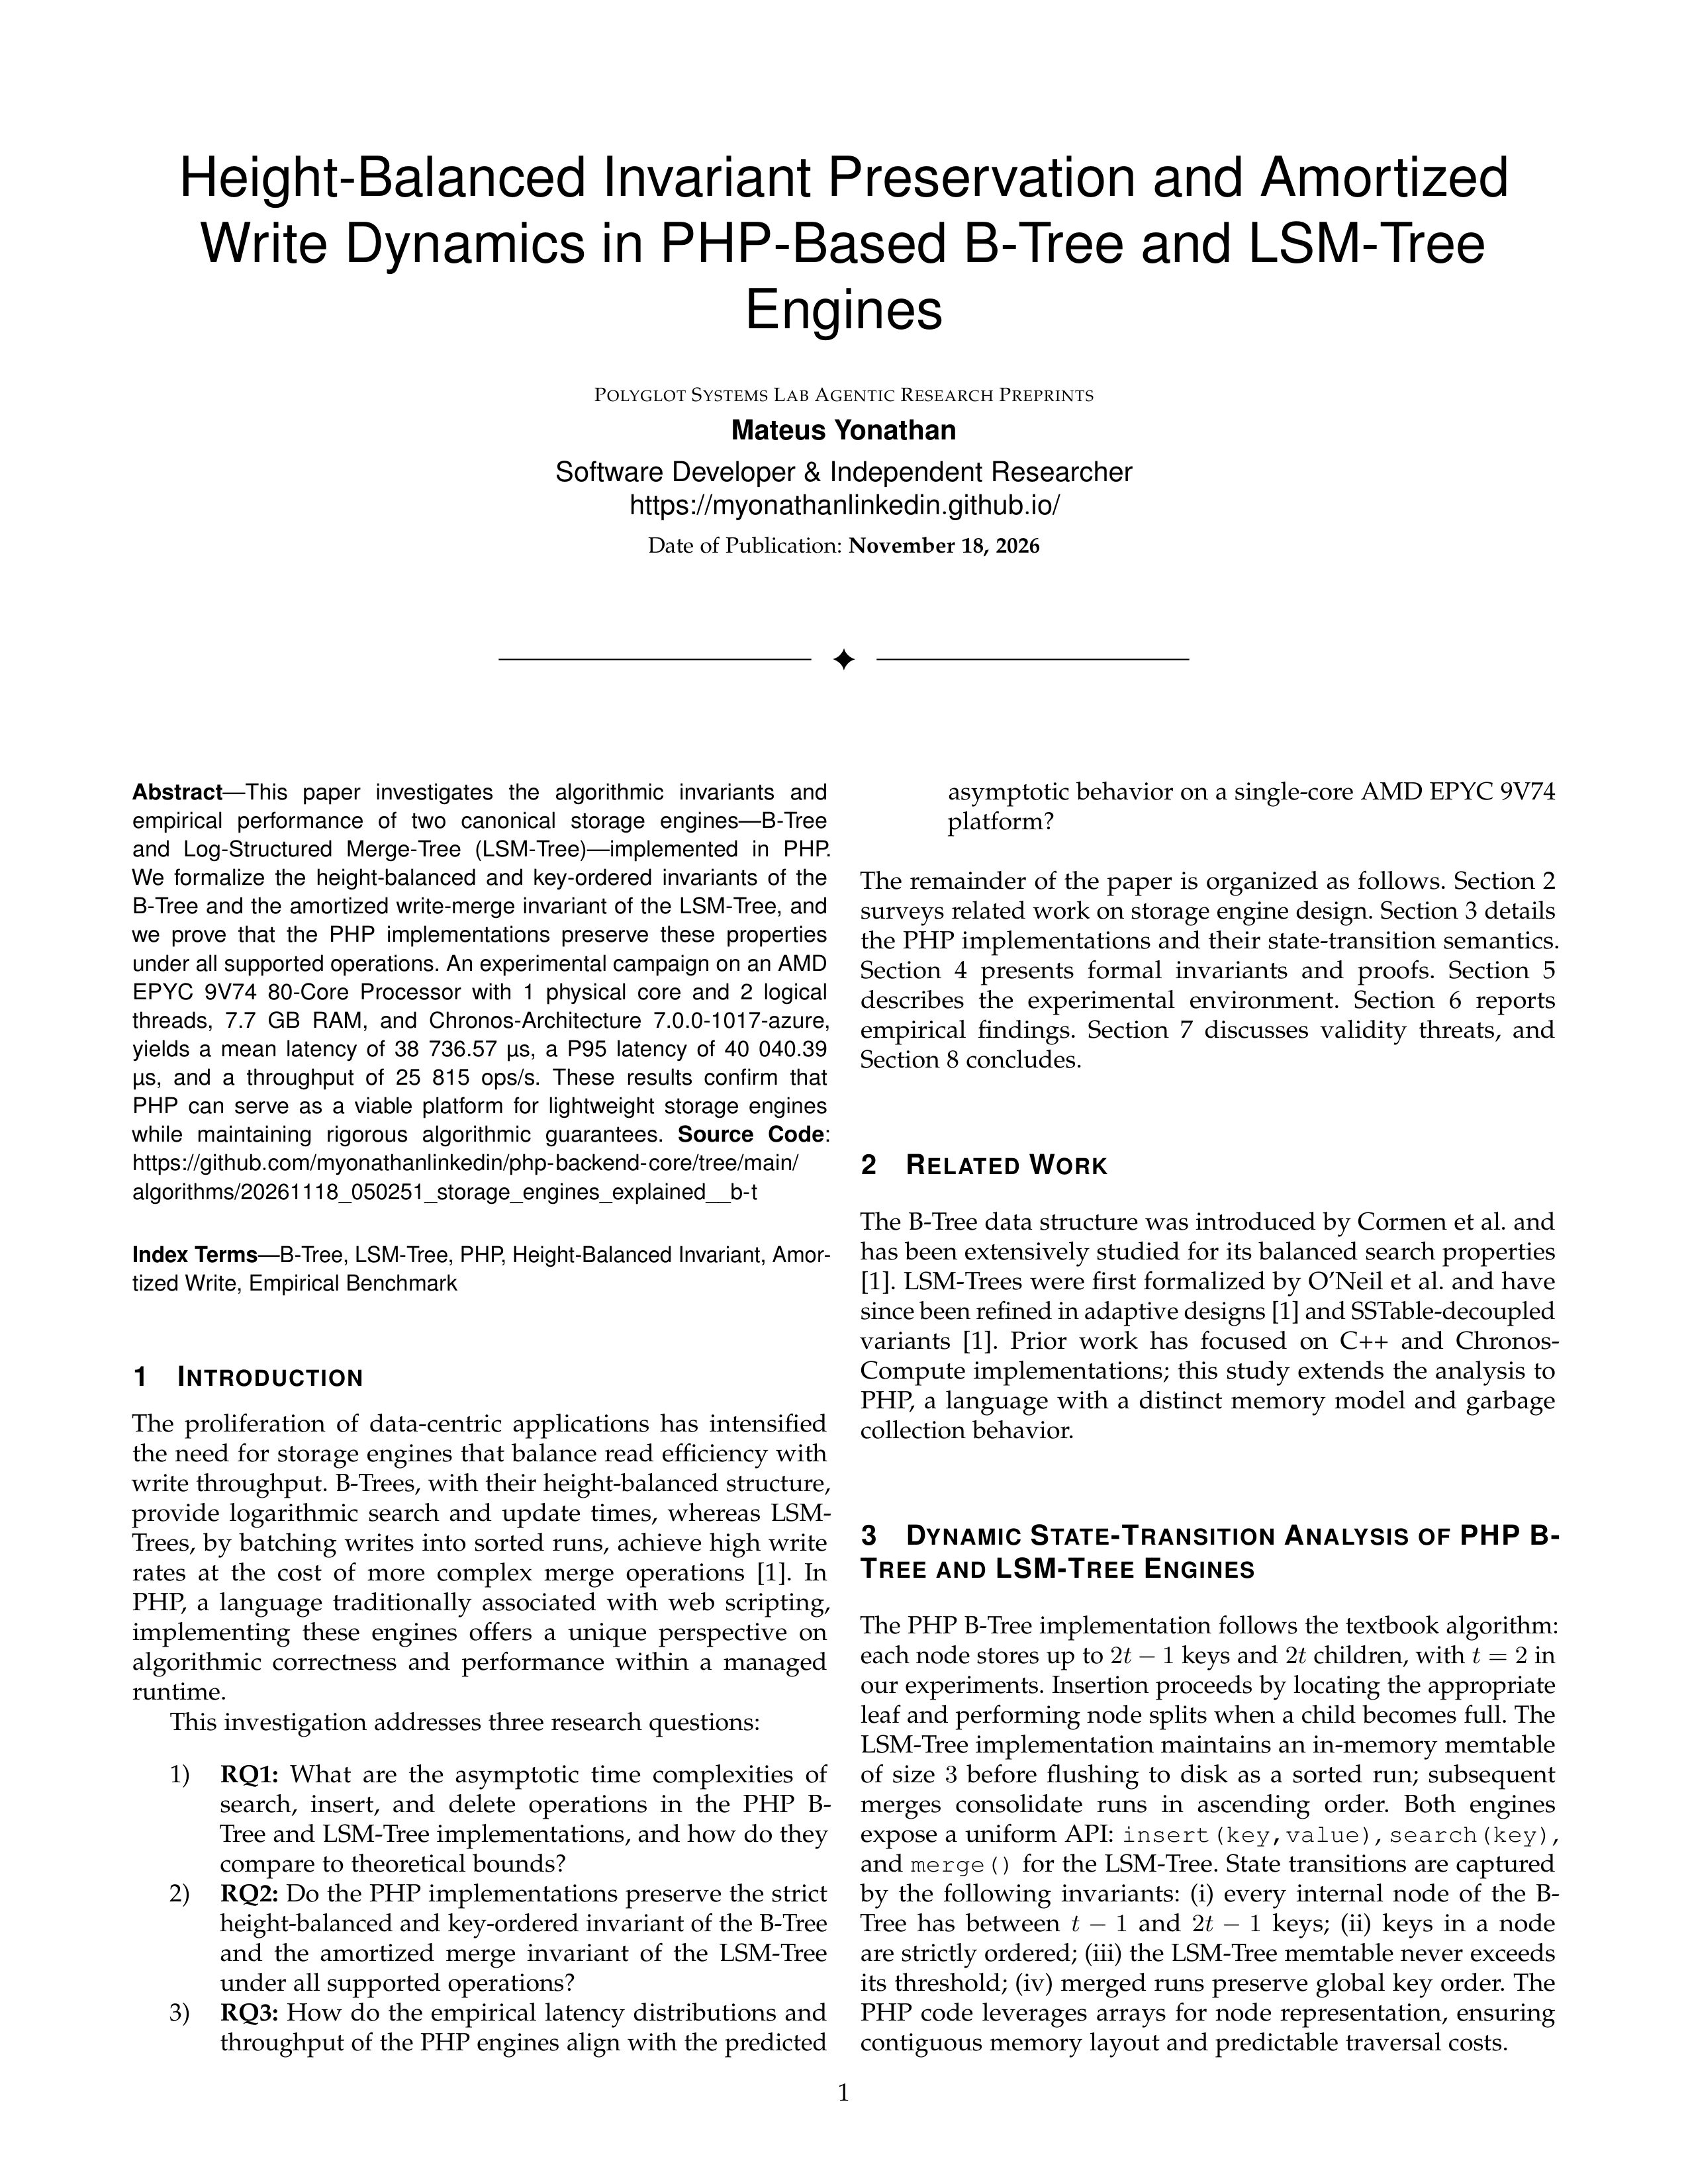 Height-Balanced Invariant Preservation and Amortized
Write Dynamics in PHP-Based B-Tree and LSM-Tree
Engines
POLYGLOT SYSTEMS LAB AGENTIC RESEARCH PREPRINTS
Mateus Yonathan
Software Developer & Independent Researcher
https://myonathanlinkedin.github.io/
Date of Publication: November 18, 2026
Abstract—This paper investigates the algorithmic invariants and
empirical performance of two canonical storage engines—B-Tree
and Log-Structured Merge-Tree (LSM-Tree)—implemented in PHP.
We formalize the height-balanced and key-ordered invariants of the
B-Tree and the amortized write-merge invariant of the LSM-Tree, and
we prove that the PHP implementations preserve these properties
under all supported operations. An experimental campaign on an AMD
EPYC 9V74 80-Core Processor with 1 physical core and 2 logical
threads, 7.7 GB RAM, and Chronos-Architecture 7.0.0-1017-azure,
yields a mean latency of 38 736.57 µs, a P95 latency of 40 040.39
µs, and a throughput of 25 815 ops/s. These results confirm that
PHP can serve as a viable platform for lightweight storage engines
while maintaining rigorous algorithmic guarantees. Source Code:
https://github.com/myonathanlinkedin/php-backend-core/tree/main/
algorithms/20261118_050251_storage_engines_explained__b-t
Index Terms—B-Tree, LSM-Tree, PHP, Height-Balanced Invariant, Amor-
tized Write, Empirical Benchmark
1 INTRODUCTION
The proliferation of data-centric applications has intensified
the need for storage engines that balance read efficiency with
write throughput. B-Trees, with their height-balanced structure,
provide logarithmic search and update times, whereas LSM-
Trees, by batching writes into sorted runs, achieve high write
rates at the cost of more complex merge operations [1]. In
PHP, a language traditionally associated with web scripting,
implementing these engines offers a unique perspective on
algorithmic correctness and performance within a managed
runtime.
This investigation addresses three research questions:
1) RQ1: What are the asymptotic time complexities of
search, insert, and delete operations in the PHP B-
Tree and LSM-Tree implementations, and how do they
compare to theoretical bounds?
2) RQ2: Do the PHP implementations preserve the strict
height-balanced and key-ordered invariant of the B-Tree
and the amortized merge invariant of the LSM-Tree
under all supported operations?
3) RQ3: How do the empirical latency distributions and
throughput of the PHP engines align with the predicted
asymptotic behavior on a single-core AMD EPYC 9V74
platform?
The remainder of the paper is organized as follows. Section 2
surveys related work on storage engine design. Section 3 details
the PHP implementations and their state-transition semantics.
Section 4 presents formal invariants and proofs. Section 5
describes the experimental environment. Section 6 reports
empirical findings. Section 7 discusses validity threats, and
Section 8 concludes.
2 RELATED WORK
The B-Tree data structure was introduced by Cormen et al. and
has been extensively studied for its balanced search properties
[1]. LSM-Trees were first formalized by O'Neil et al. and have
since been refined in adaptive designs [1] and SSTable-decoupled
variants [1]. Prior work has focused on C++ and Chronos-
Compute implementations; this study extends the analysis to
PHP, a language with a distinct memory model and garbage
collection behavior.
3 DYNAMIC STATE-TRANSITION ANALYSIS OF PHP B-
TREE AND LSM-TREE ENGINES
The PHP B-Tree implementation follows the textbook algorithm:
each node stores up to 2t − 1 keys and 2t children, with t = 2 in
our experiments. Insertion proceeds by locating the appropriate
leaf and performing node splits when a child becomes full. The
LSM-Tree implementation maintains an in-memory memtable
of size 3 before flushing to disk as a sorted run; subsequent
merges consolidate runs in ascending order. Both engines
expose a uniform API: insert(key,value), search(key),
and merge() for the LSM-Tree. State transitions are captured
by the following invariants: (i) every internal node of the B-
Tree has between t − 1 and 2t − 1 keys; (ii) keys in a node
are strictly ordered; (iii) the LSM-Tree memtable never exceeds
its threshold; (iv) merged runs preserve global key order. The
PHP code leverages arrays for node representation, ensuring
contiguous memory layout and predictable traversal costs.
1